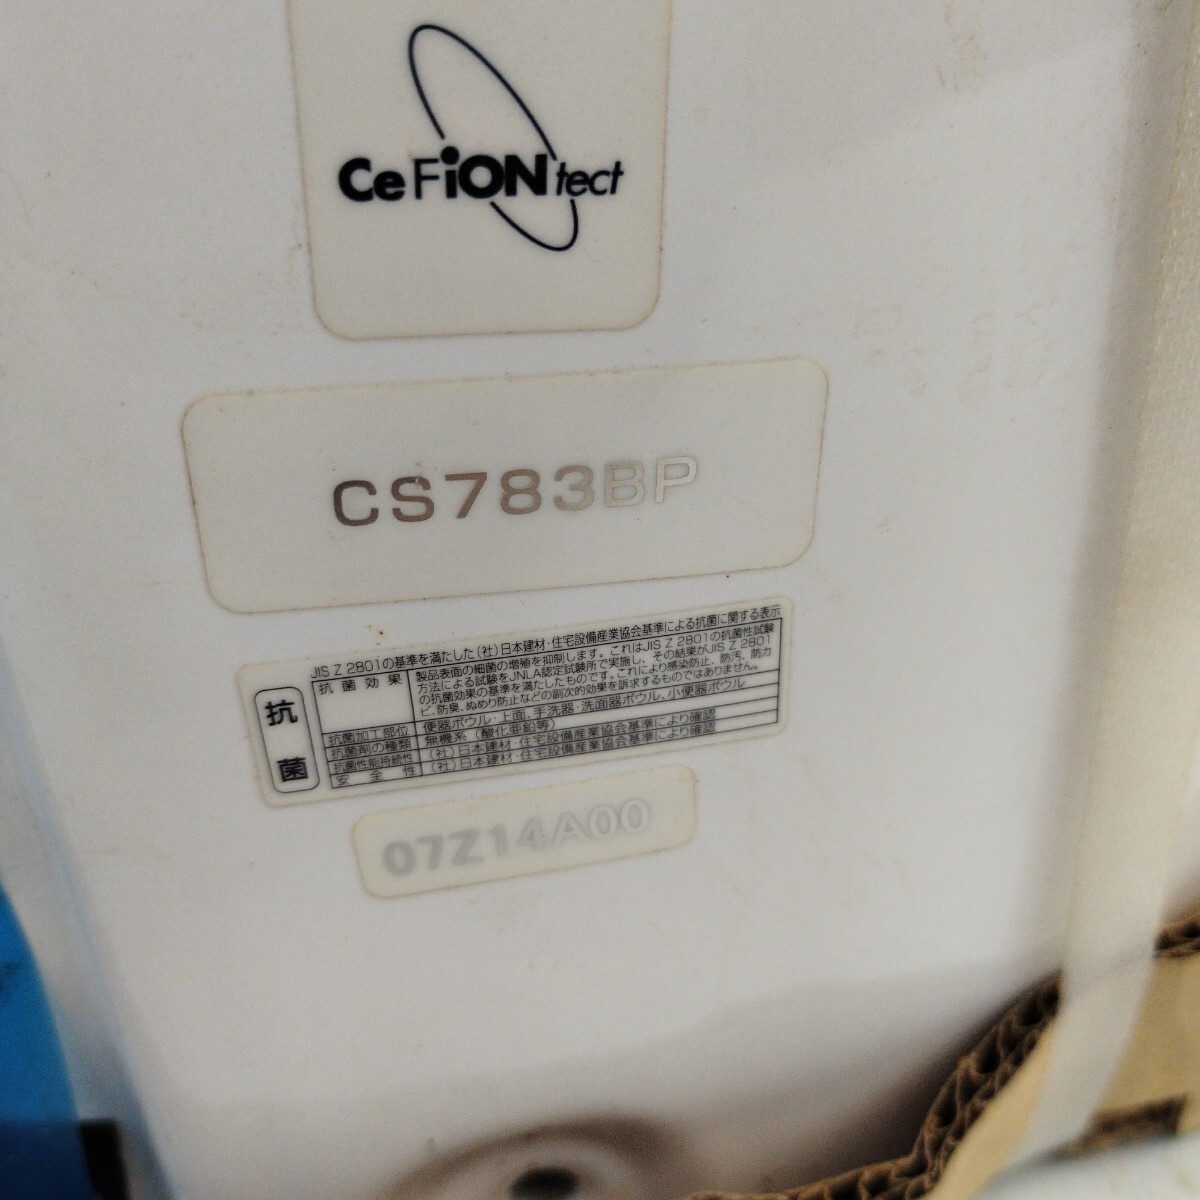 CeFiONtect
CS783BP
JIS Z 2801の基準を満たした(社)日本建材・住宅設備産業協会基準による抗菌に関する表示
抗菌
抗菌効果 製品表面の細菌の増殖を抑制します。これはJIS Z 2801の抗菌性試験
方法による試験をJNLA認定試験所で実施し、その結果がJIS Z 2801
の抗菌効果の基準を満たしたものです。これにより感染防止、防汚、防カ
ビ、防臭、ぬめり防止などの副次的効果を訴求するものではありません。
抗菌加工部位 便器ボウル・上面、手洗器・洗面器ボウル、小便器ボウル
抗菌剤の種類 無機系(酸化亜鉛等)
抗菌性能持続性 (社)日本建材・住宅設備産業協会基準により確認
安全性 (社)日本建材・住宅設備産業協会基準により確認
07Z14A00